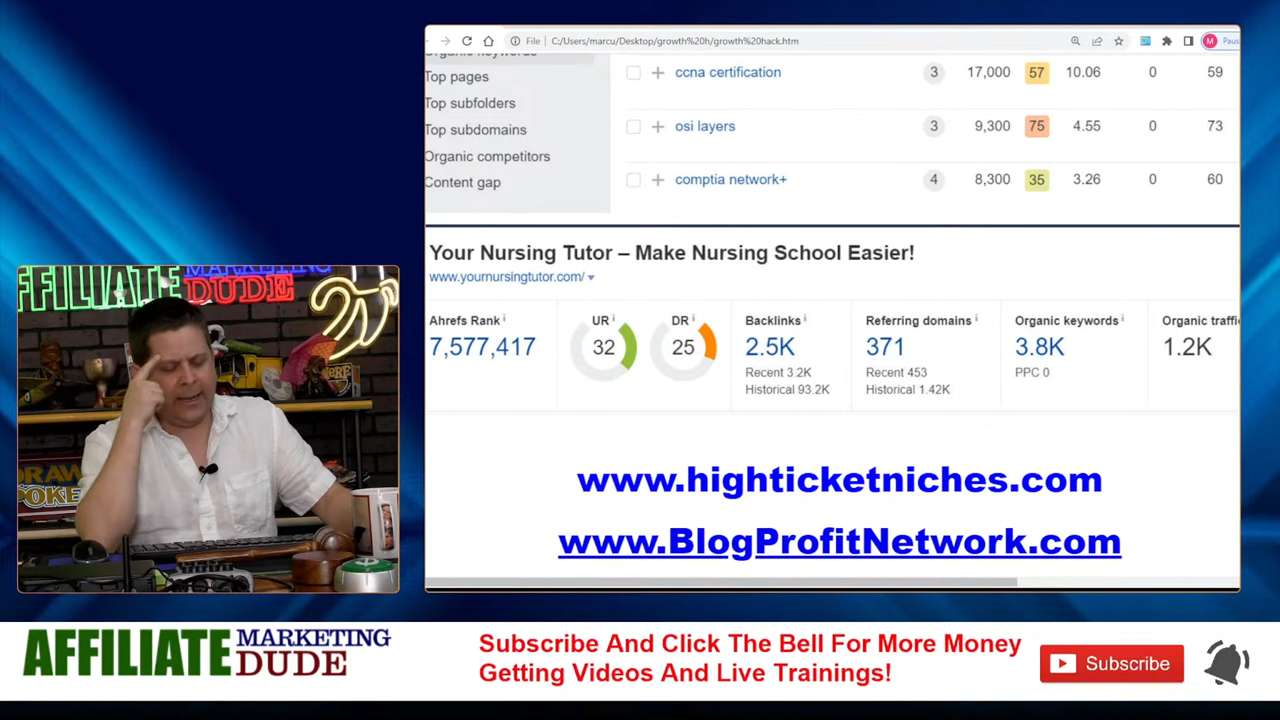 File C:/Users/marcu/Desktop/growth%20h/growth%20hack.htm M Paus
Organic keywords
Top pages
Top subfolders
Top subdomains
Organic competitors
Content gap
ccna certification 3 17,000 57 10.06 0 59
osi layers 3 9,300 75 4.55 0 73
comptia network+ 4 8,300 35 3.26 0 60
Your Nursing Tutor – Make Nursing School Easier!
www.yournursingtutor.com/
Ahrefs Rank UR DR Backlinks Referring domains Organic keywords Organic traffi
7,577,417 32 25 2.5K 371 3.8K 1.2K
Recent 3.2K Recent 453 PPC 0
Historical 93.2K Historical 1.42K
www.highticketniches.com
www.BlogProfitNetwork.com
AFFILIATE MARKETING
DUDE
DRAW
POKER
AFFILIATE MARKETING DUDE
Subscribe And Click The Bell For More Money
Getting Videos And Live Trainings!
Subscribe